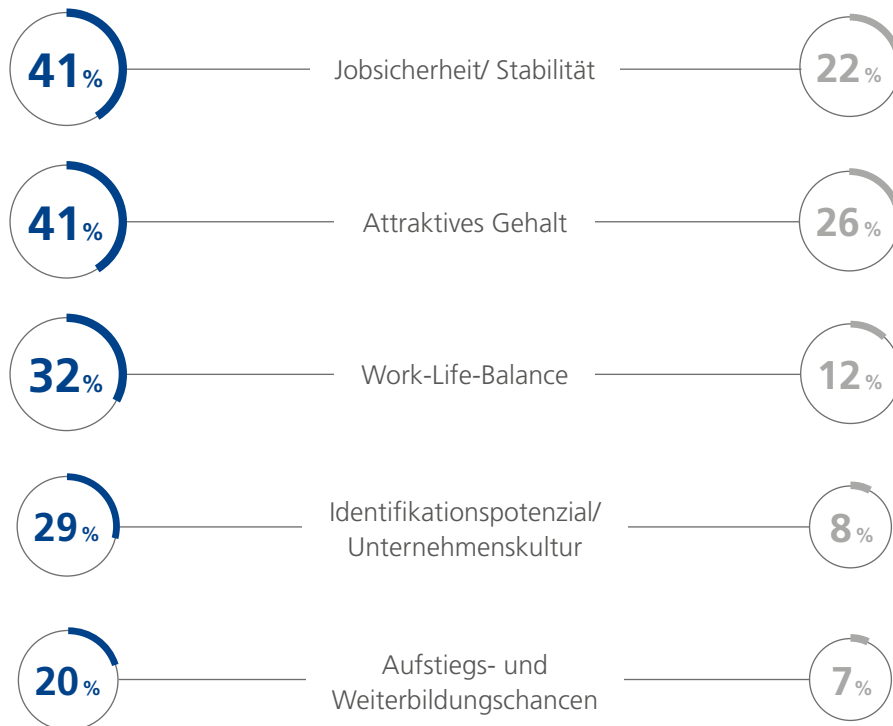 41% Jobsicherheit/ Stabilität 22%
41% Attraktives Gehalt 26%
32% Work-Life-Balance 12%
29% Identifikationspotenzial/ 8%
Unternehmenskultur
20% Aufstiegs- und 7%
Weiterbildungschancen